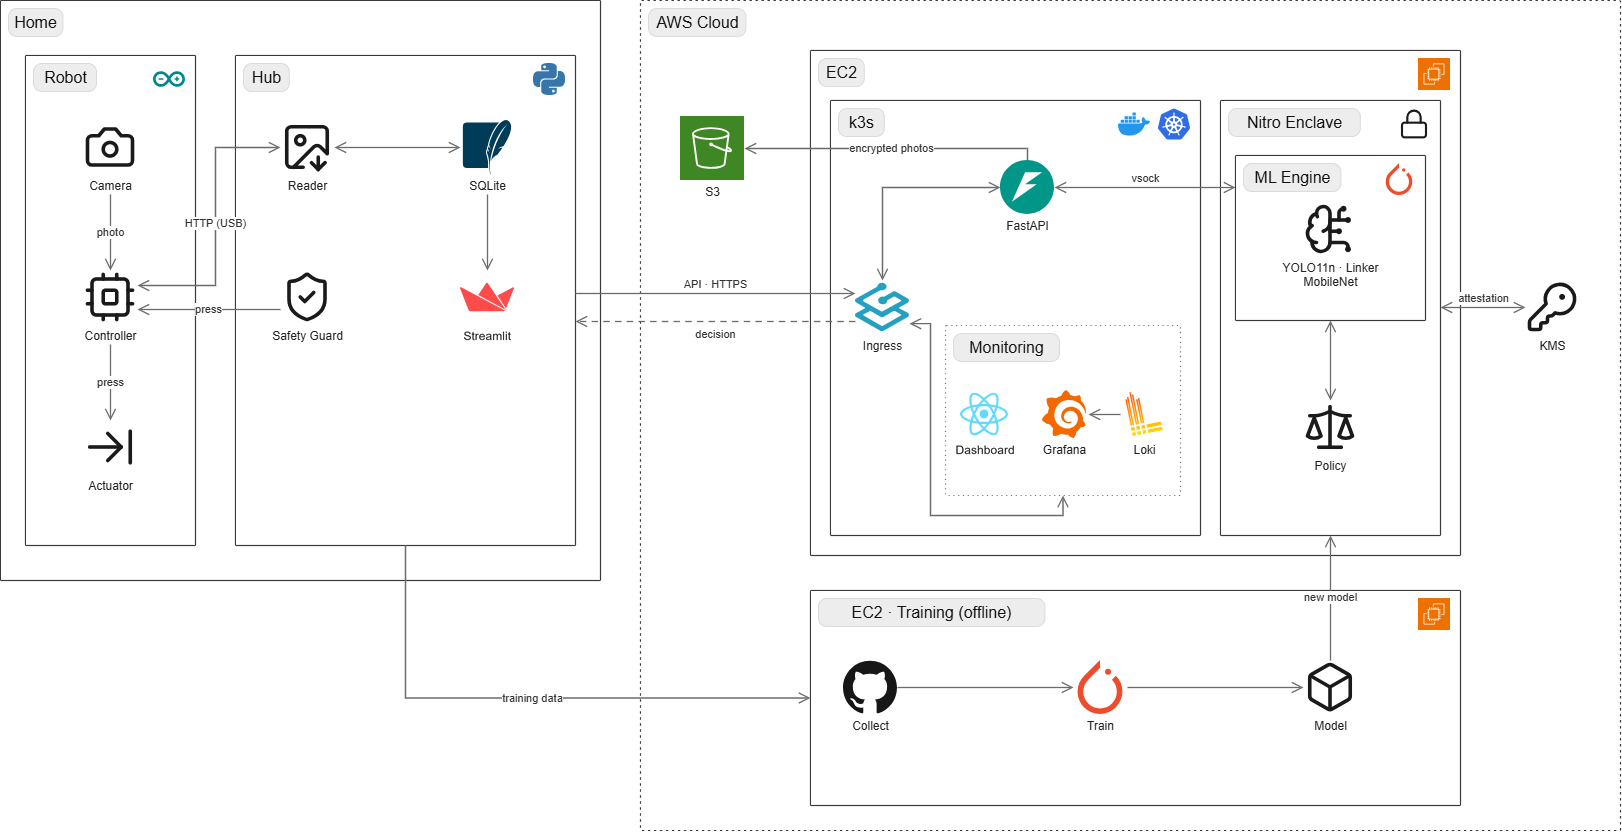 Home
AWS Cloud
Robot
Hub
EC2
k3s
Nitro Enclave
Camera
Reader
SQLite
S3
encrypted photos
FastAPI
vsock
ML Engine
YOLO11n · Linker
MobileNet
photo
HTTP (USB)
Controller
press
Safety Guard
Streamlit
API · HTTPS
decision
Ingress
Monitoring
Dashboard
Grafana
Loki
attestation
KMS
press
Actuator
Policy
new model
EC2 · Training (offline)
training data
Collect
Train
Model